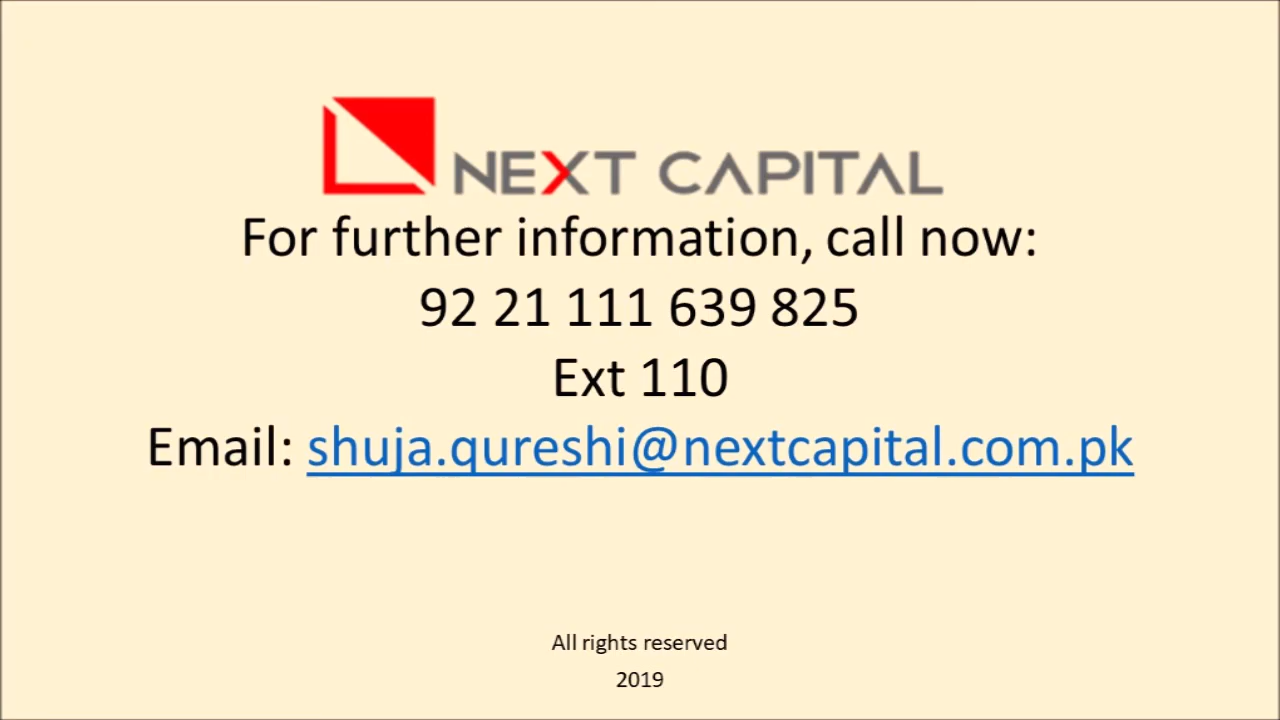 NEXT CAPITAL
For further information, call now:
92 21 111 639 825
Ext 110
Email: shuja.qureshi@nextcapital.com.pk
All rights reserved
2019